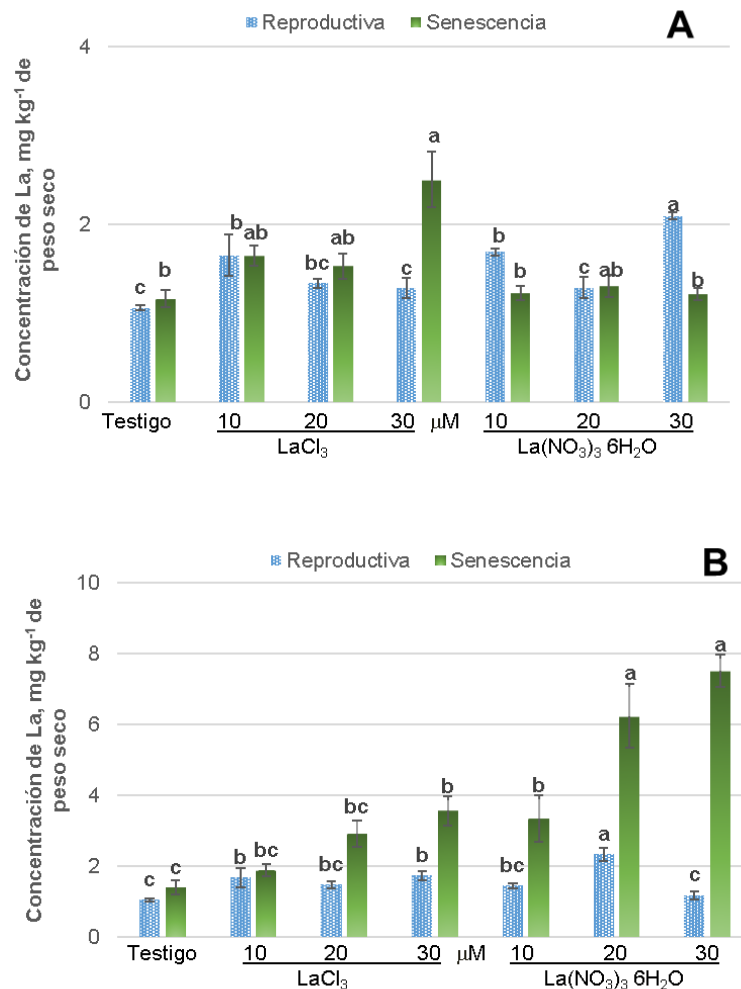 Reproductiva Senescencia
A
Concentración de La, mg kg⁻¹ de
peso seco
4
2
0
c b b ab bc ab c a b b c ab a b
Testigo 10 20 30 μM 10 20 30
LaCl₃ La(NO₃)₃ 6H₂O
Reproductiva Senescencia
B
Concentración de La, mg kg⁻¹ de
peso seco
10
8
6
4
2
0
c c b bc c bc b b bc b a a c a
Testigo 10 20 30 μM 10 20 30
LaCl₃ La(NO₃)₃ 6H₂O